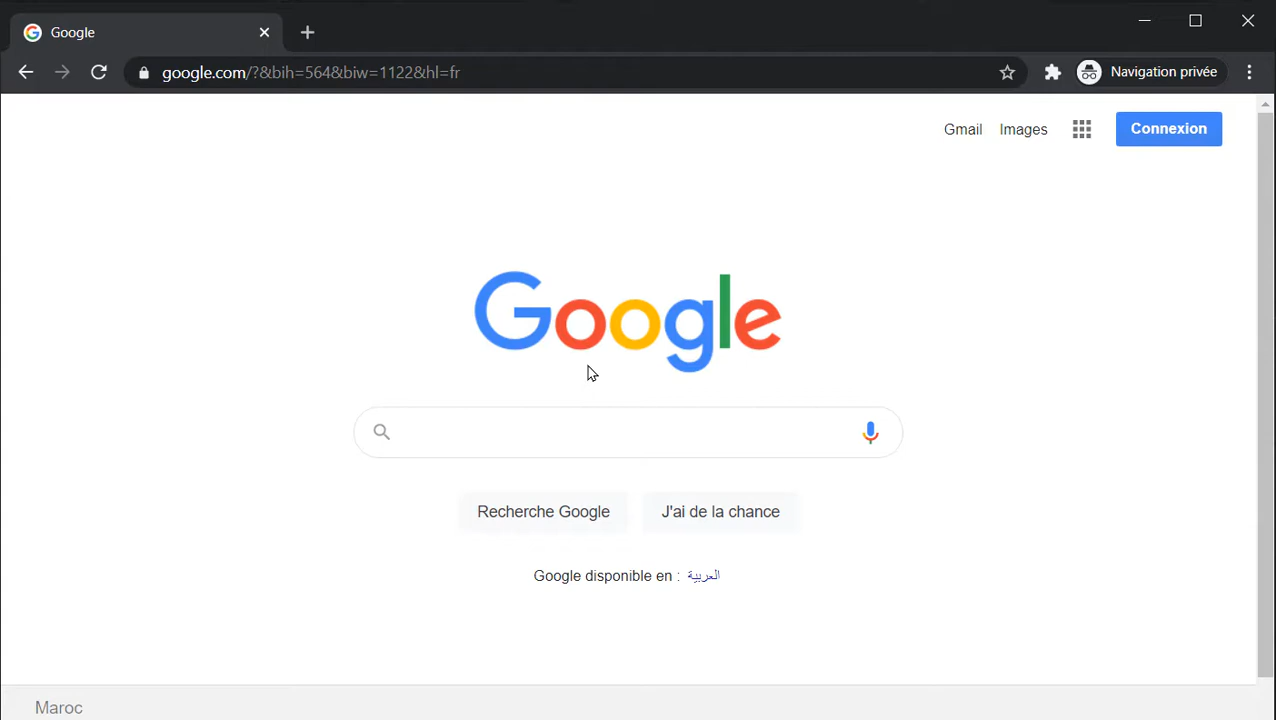 Google
google.com/?&bih=564&biw=1122&hl=fr
Navigation privée
Gmail
Images
Connexion
Google
Recherche Google
J'ai de la chance
Google disponible en : العربية
Maroc